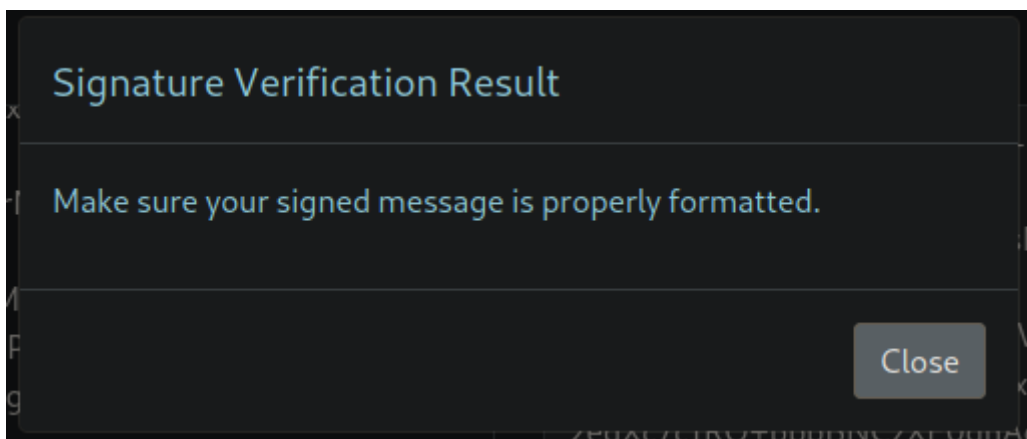 Signature Verification Result
Make sure your signed message is properly formatted.
Close